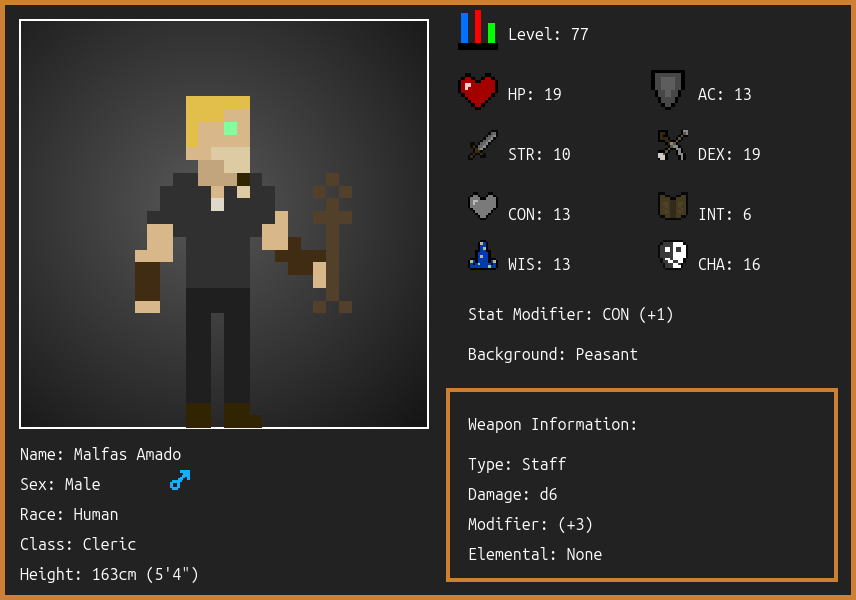 Level: 77
HP: 19
AC: 13
STR: 10
DEX: 19
CON: 13
INT: 6
WIS: 13
CHA: 16
Stat Modifier: CON (+1)
Background: Peasant
Weapon Information:
Type: Staff
Damage: d6
Modifier: (+3)
Elemental: None
Name: Malfas Amado
Sex: Male
Race: Human
Class: Cleric
Height: 163cm (5'4")